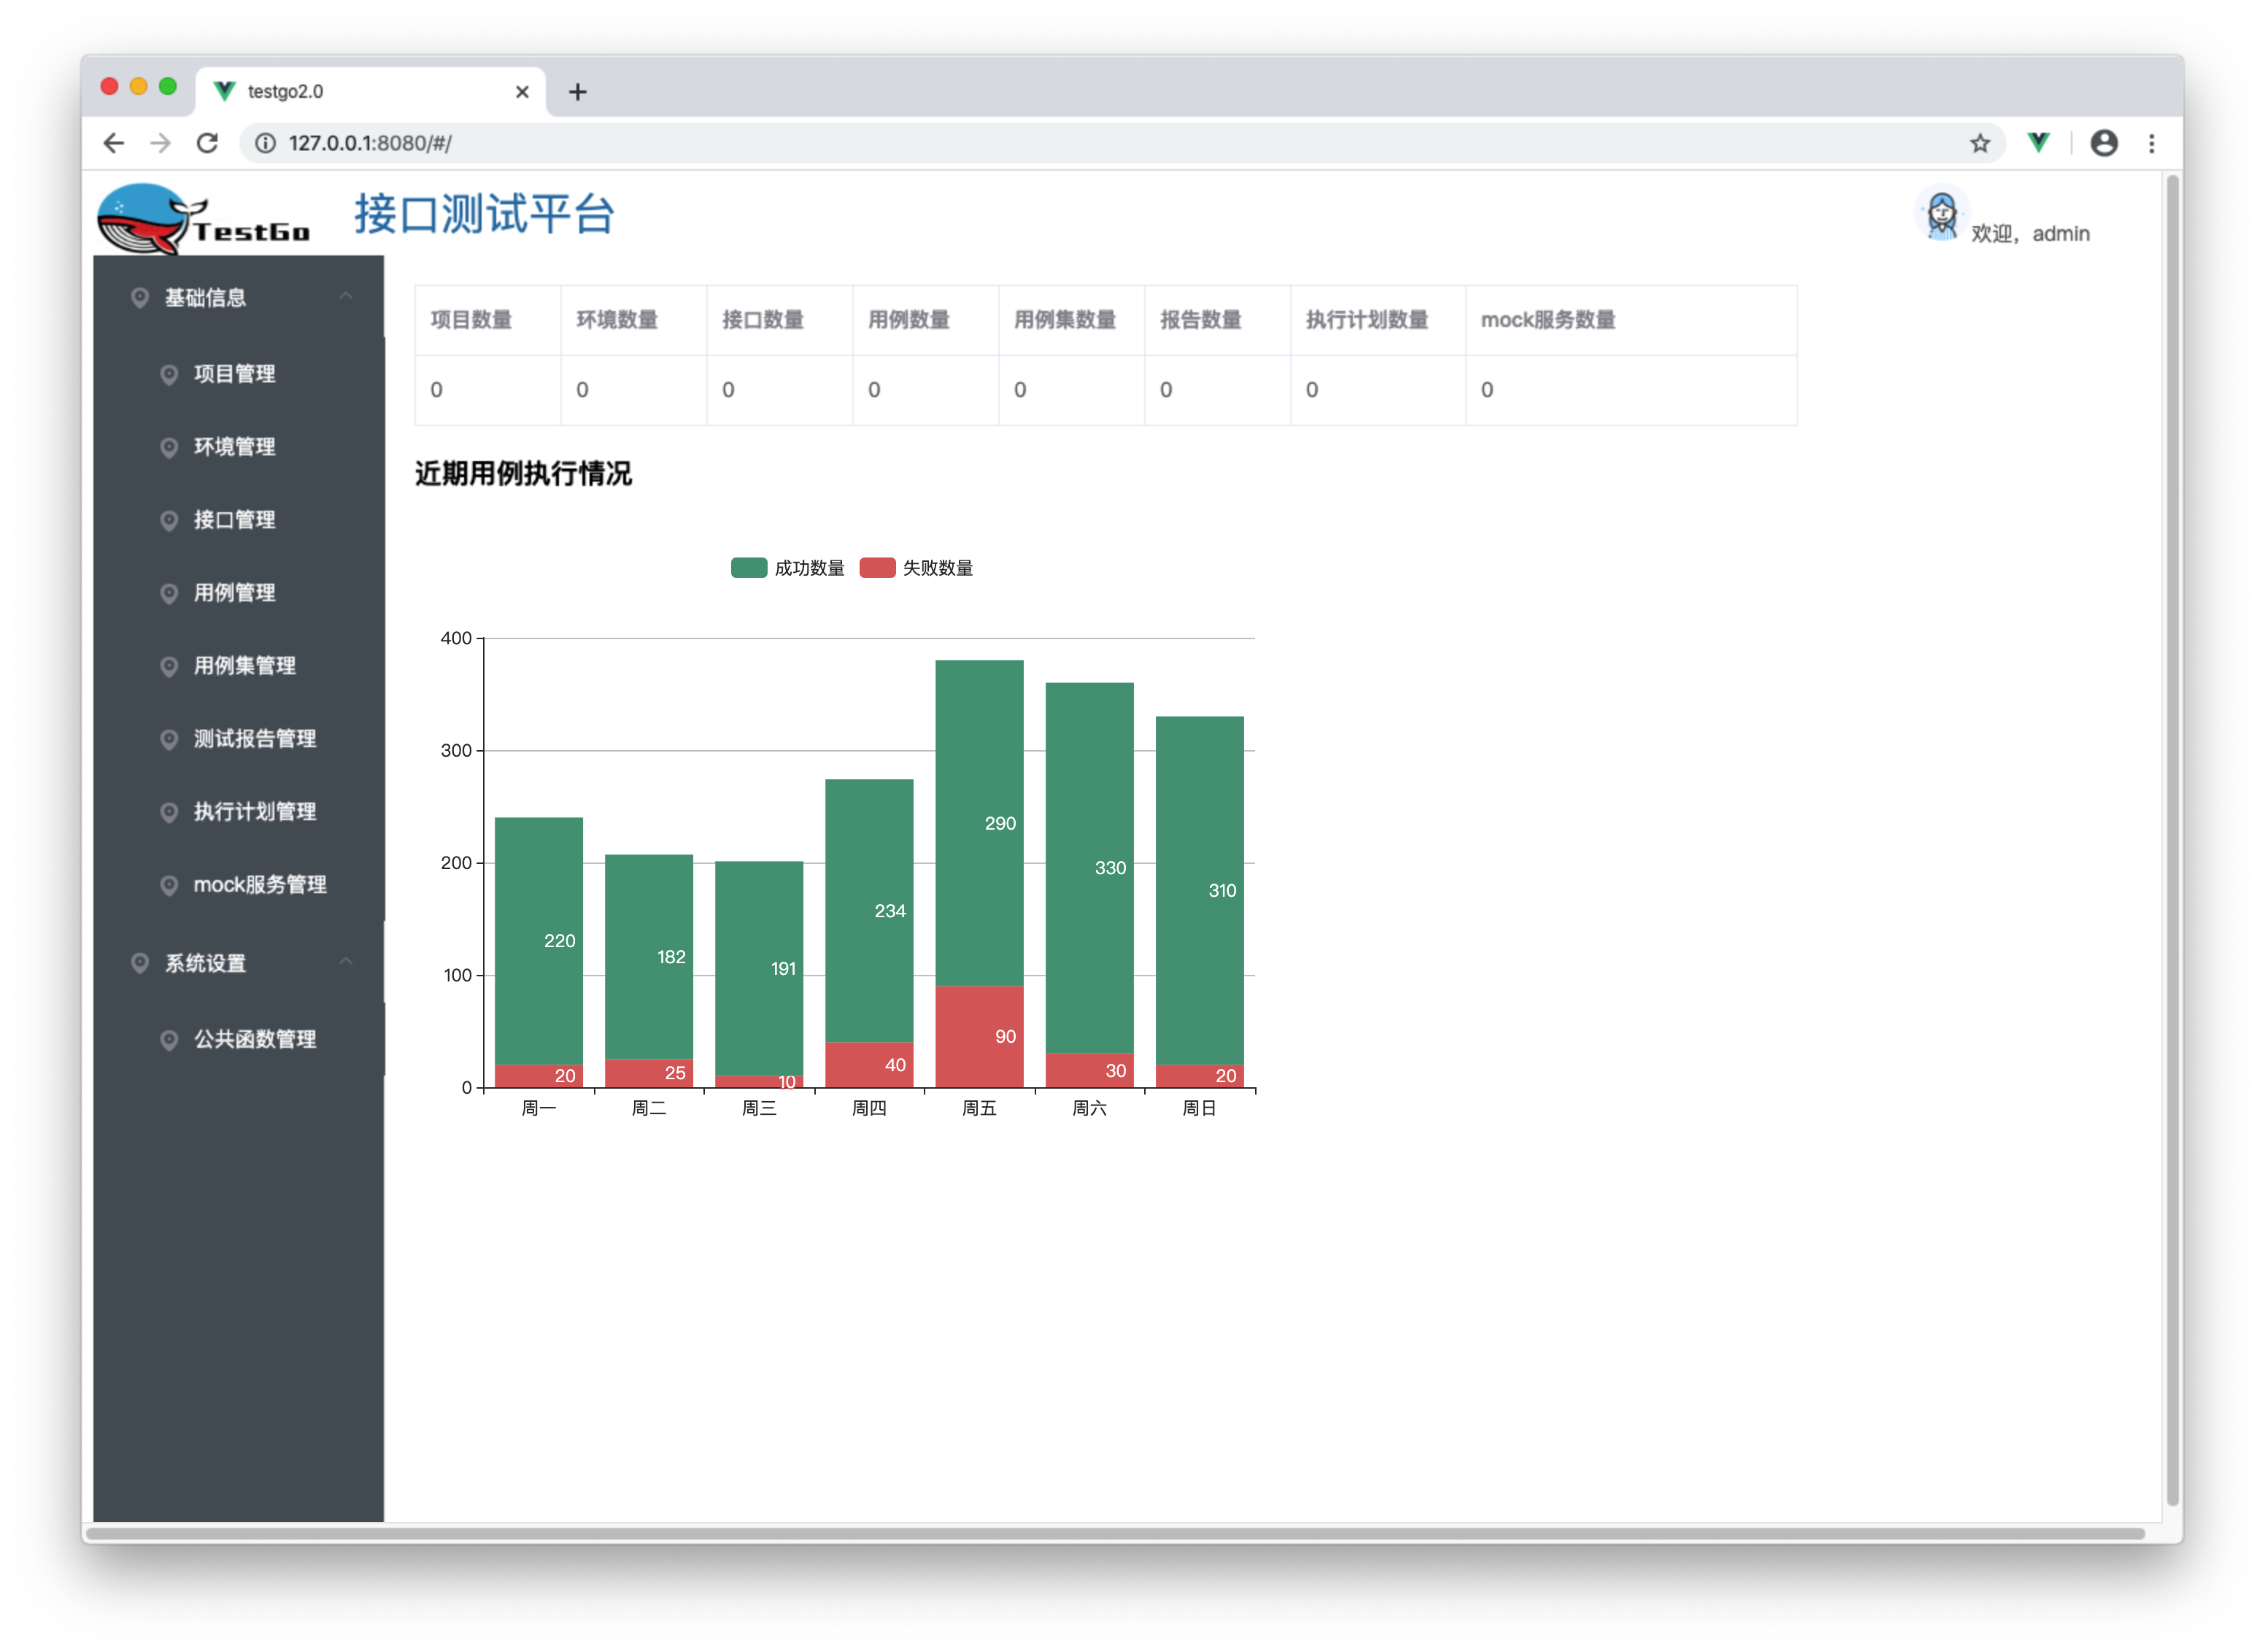 testgo2.0
127.0.0.1:8080/#/
TestGo
接口测试平台
欢迎，admin
基础信息
项目管理
环境管理
接口管理
用例管理
用例集管理
测试报告管理
执行计划管理
mock服务管理
系统设置
公共函数管理
项目数量 环境数量 接口数量 用例数量 用例集数量 报告数量 执行计划数量 mock服务数量
0 0 0 0 0 0 0 0
近期用例执行情况
成功数量 失败数量
400
300
200
100
0
220 182 191 234 290 330 310
20 25 10 40 90 30 20
周一 周二 周三 周四 周五 周六 周日